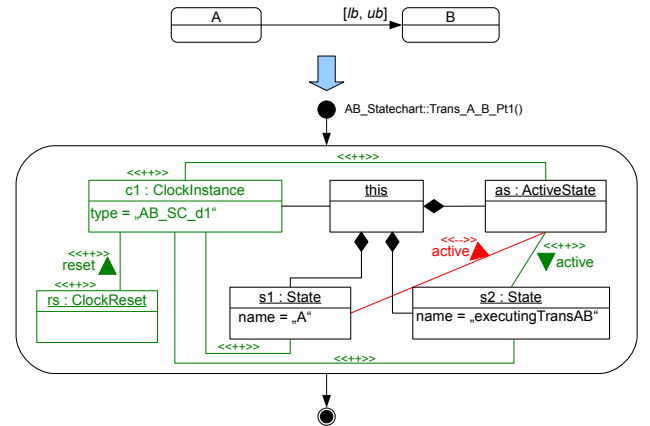 A
[lb, ub]
B
AB_Statechart::Trans_A_B_Pt1()
<<++>>
<<++>>
c1 : ClockInstance
type = „AB_SC_d1“
this
as : ActiveState
<<++>>
reset
<<-->>
active
<<++>>
active
<<++>>
rs : ClockReset
s1 : State
name = „A“
s2 : State
name = „executingTransAB“
<<++>>
<<++>>